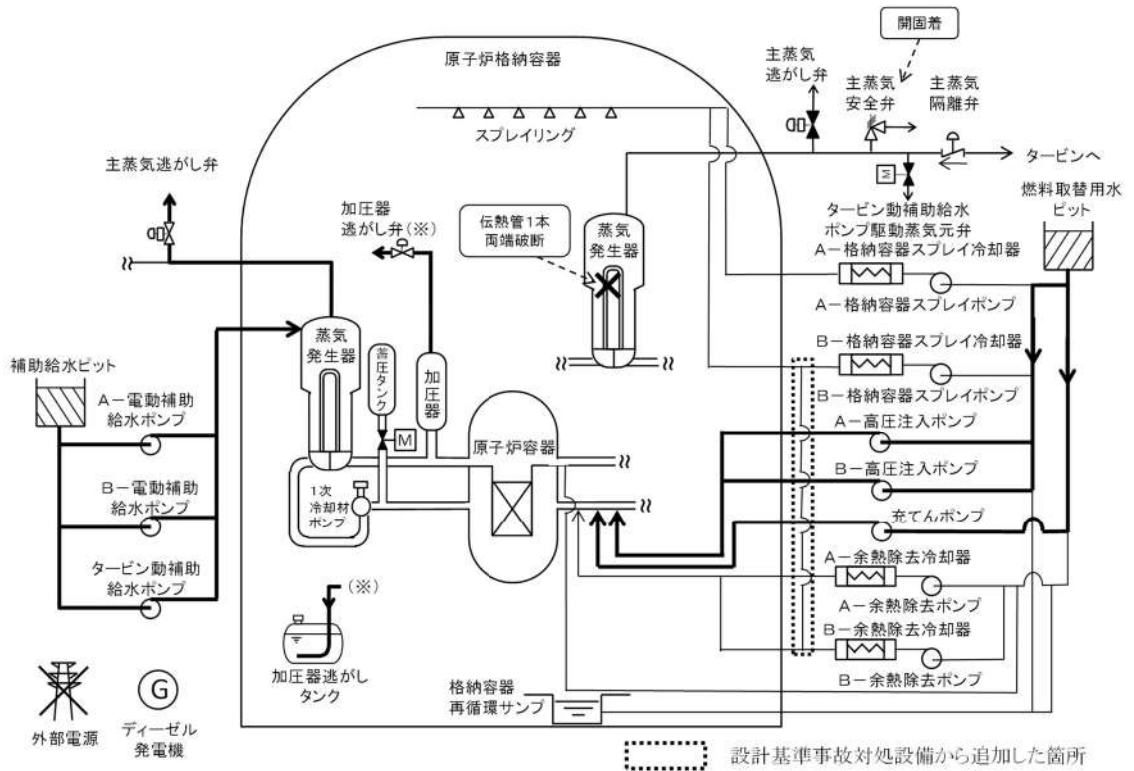 開固着
原子炉格納容器
主蒸気
逃がし弁
主蒸気
安全弁
主蒸気
隔離弁
スプレイリング
タービンへ
主蒸気逃がし弁
M
燃料取替用水
ピット
加圧器
逃がし弁(※)
伝熱管1本
両端破断
蒸気
発生器
タービン動補助給水
ポンプ駆動蒸気元弁
A-格納容器スプレイ冷却器
A-格納容器スプレイポンプ
蒸気
発生器
蓄圧タンク
加圧器
B-格納容器スプレイ冷却器
B-格納容器スプレイポンプ
補助給水ピット
A-電動補助
給水ポンプ
M
原子炉容器
A-高圧注入ポンプ
B-高圧注入ポンプ
B-電動補助
給水ポンプ
1次
冷却材
ポンプ
充てんポンプ
タービン動補助
給水ポンプ
A-余熱除去冷却器
A-余熱除去ポンプ
(※)
B-余熱除去冷却器
B-余熱除去ポンプ
加圧器逃がし
タンク
格納容器
再循環サンプ
G
外部電源
ディーゼル
発電機
設計基準事故対処設備から追加した箇所